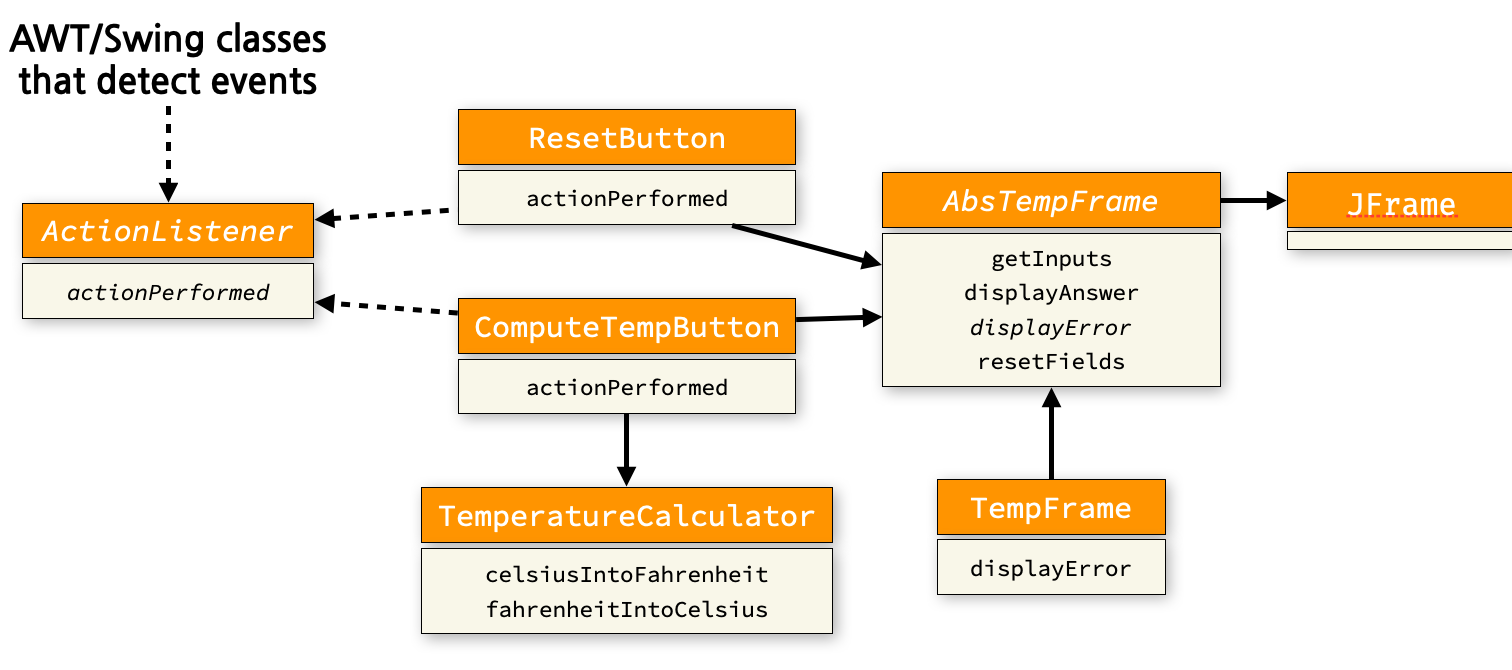 AWT/Swing classes
that detect events
ActionListener
actionPerformed
ResetButton
actionPerformed
ComputeTempButton
actionPerformed
TemperatureCalculator
celsiusIntoFahrenheit
fahrenheitIntoCelsius
AbsTempFrame
getInputs
displayAnswer
displayError
resetFields
TempFrame
displayError
JFrame